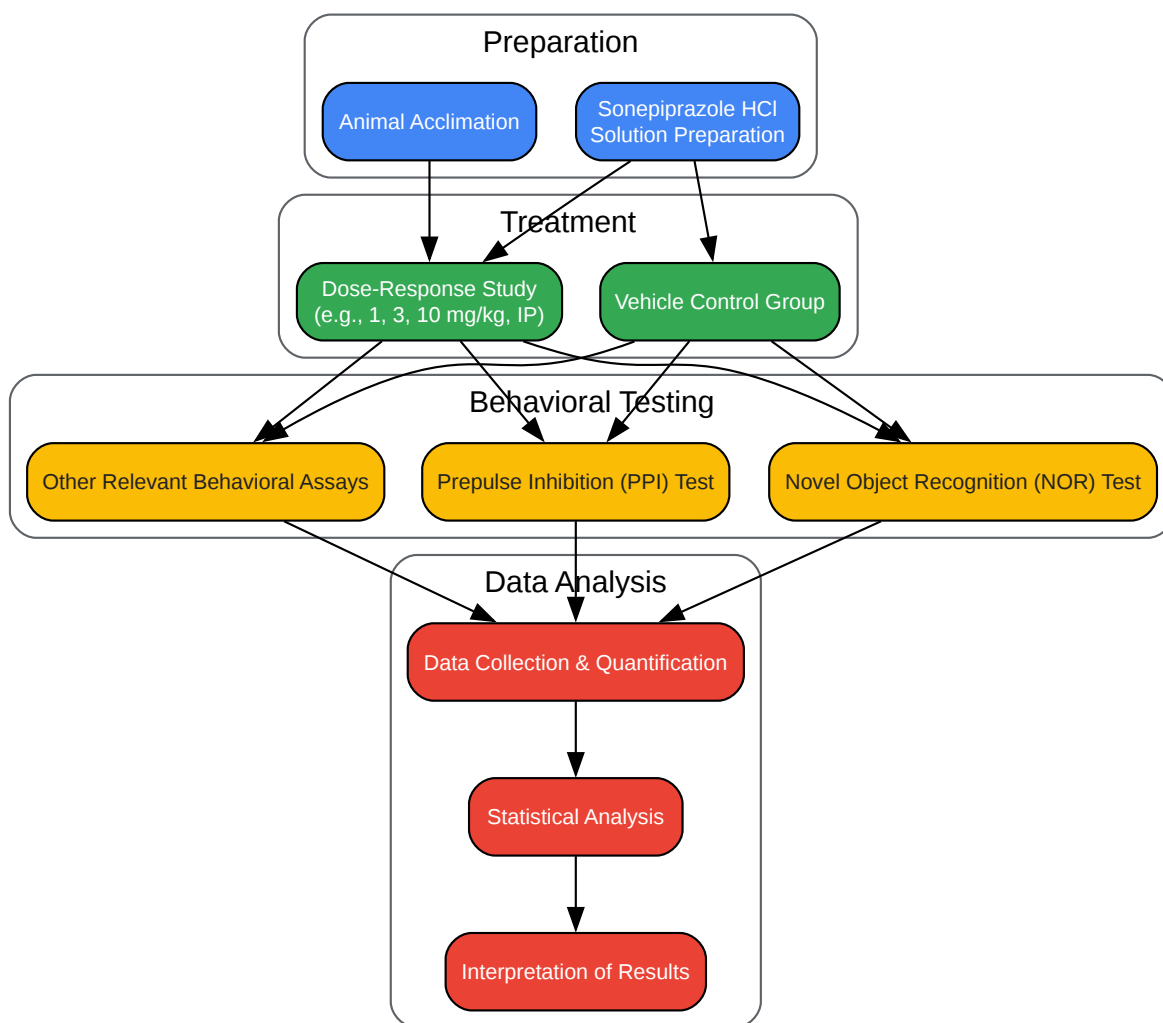 Preparation
Animal Acclimation
Sonepiprazole HCl
Solution Preparation
Treatment
Dose-Response Study
(e.g., 1, 3, 10 mg/kg, IP)
Vehicle Control Group
Behavioral Testing
Other Relevant Behavioral Assays
Prepulse Inhibition (PPI) Test
Novel Object Recognition (NOR) Test
Data Analysis
Data Collection & Quantification
Statistical Analysis
Interpretation of Results